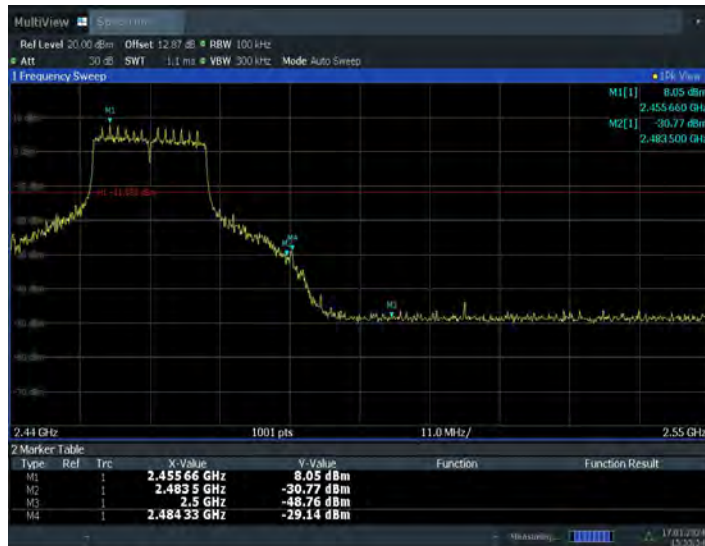 MultiView Spectrum
Ref Level 20.00 dBm Offset 12.87 dB RBW 100 kHz
Att 30 dB SWT 1.1 ms VBW 300 kHz Mode Auto Sweep
1 Frequency Sweep 1Pk View
M1[1] 8.05 dBm
2.455 660 GHz
M2[1] -30.77 dBm
2.483 500 GHz
M1
M4
M3
2.44 GHz 1001 pts 11.0 MHz/ 2.55 GHz
2 Marker Table
Type Ref Trc X-Value Y-Value Function Function Result
M1 1 2.455 66 GHz 8.05 dBm
M2 1 2.483 5 GHz -30.77 dBm
M3 1 2.5 GHz -48.76 dBm
M4 1 2.484 33 GHz -29.14 dBm
Measuring...